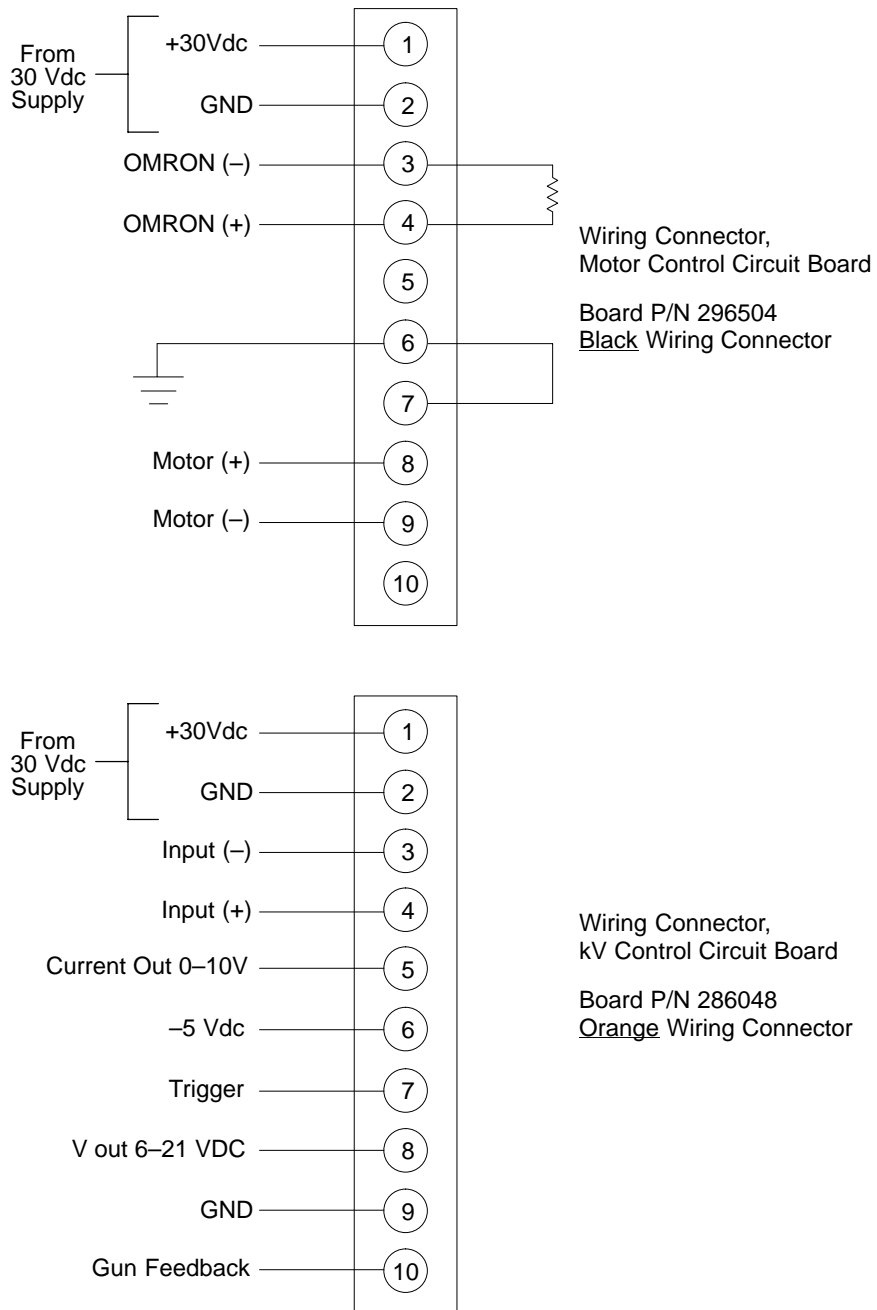 From
30 Vdc
Supply
+30Vdc
1
GND
2
OMRON (–)
3
OMRON (+)
4
5
6
7
Motor (+)
8
Motor (–)
9
10
Wiring Connector,
Motor Control Circuit Board
Board P/N 296504
Black Wiring Connector
From
30 Vdc
Supply
+30Vdc
1
GND
2
Input (–)
3
Input (+)
4
Current Out 0–10V
5
–5 Vdc
6
Trigger
7
V out 6–21 VDC
8
GND
9
Gun Feedback
10
Wiring Connector,
kV Control Circuit Board
Board P/N 286048
Orange Wiring Connector